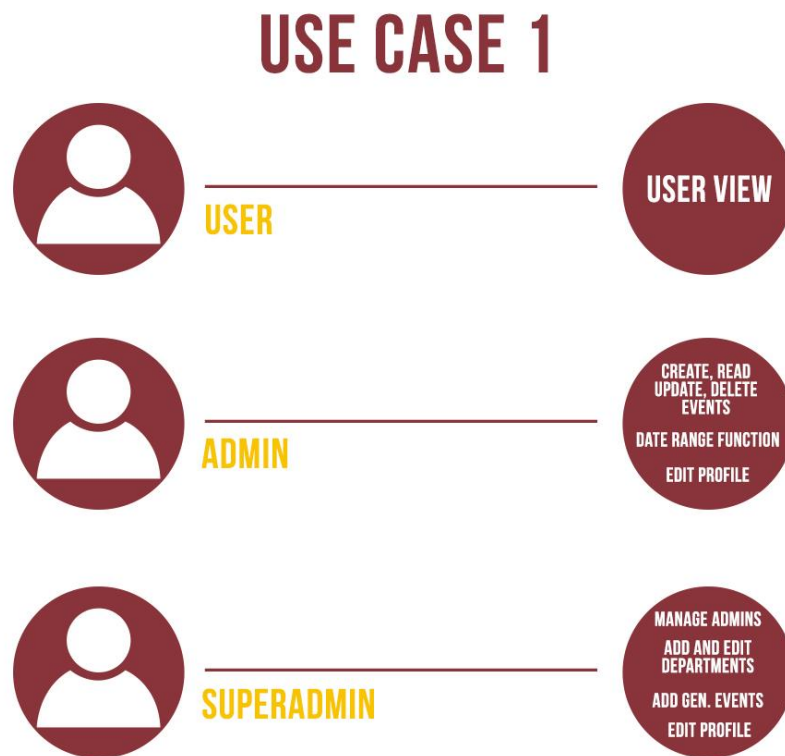 USE CASE 1
USER
USER VIEW
ADMIN
CREATE, READ
UPDATE, DELETE
EVENTS
DATE RANGE FUNCTION
EDIT PROFILE
SUPERADMIN
MANAGE ADMINS
ADD AND EDIT
DEPARTMENTS
ADD GEN. EVENTS
EDIT PROFILE